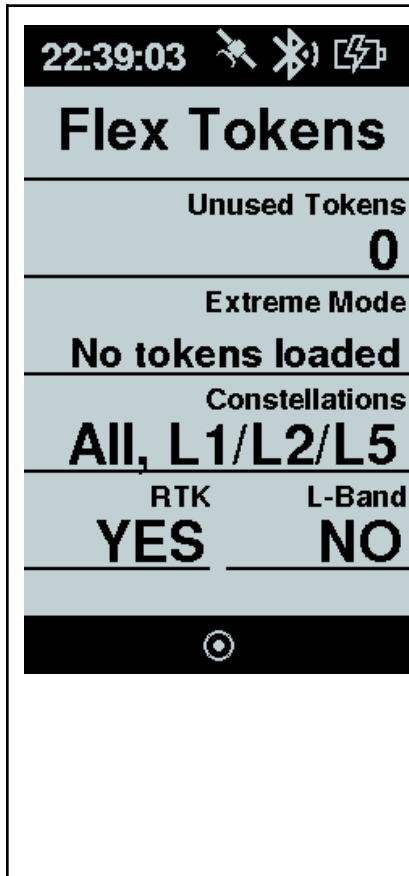 22:39:03
Flex Tokens
Unused Tokens
0
Extreme Mode
No tokens loaded
Constellations
All, L1/L2/L5
RTK L-Band
YES NO